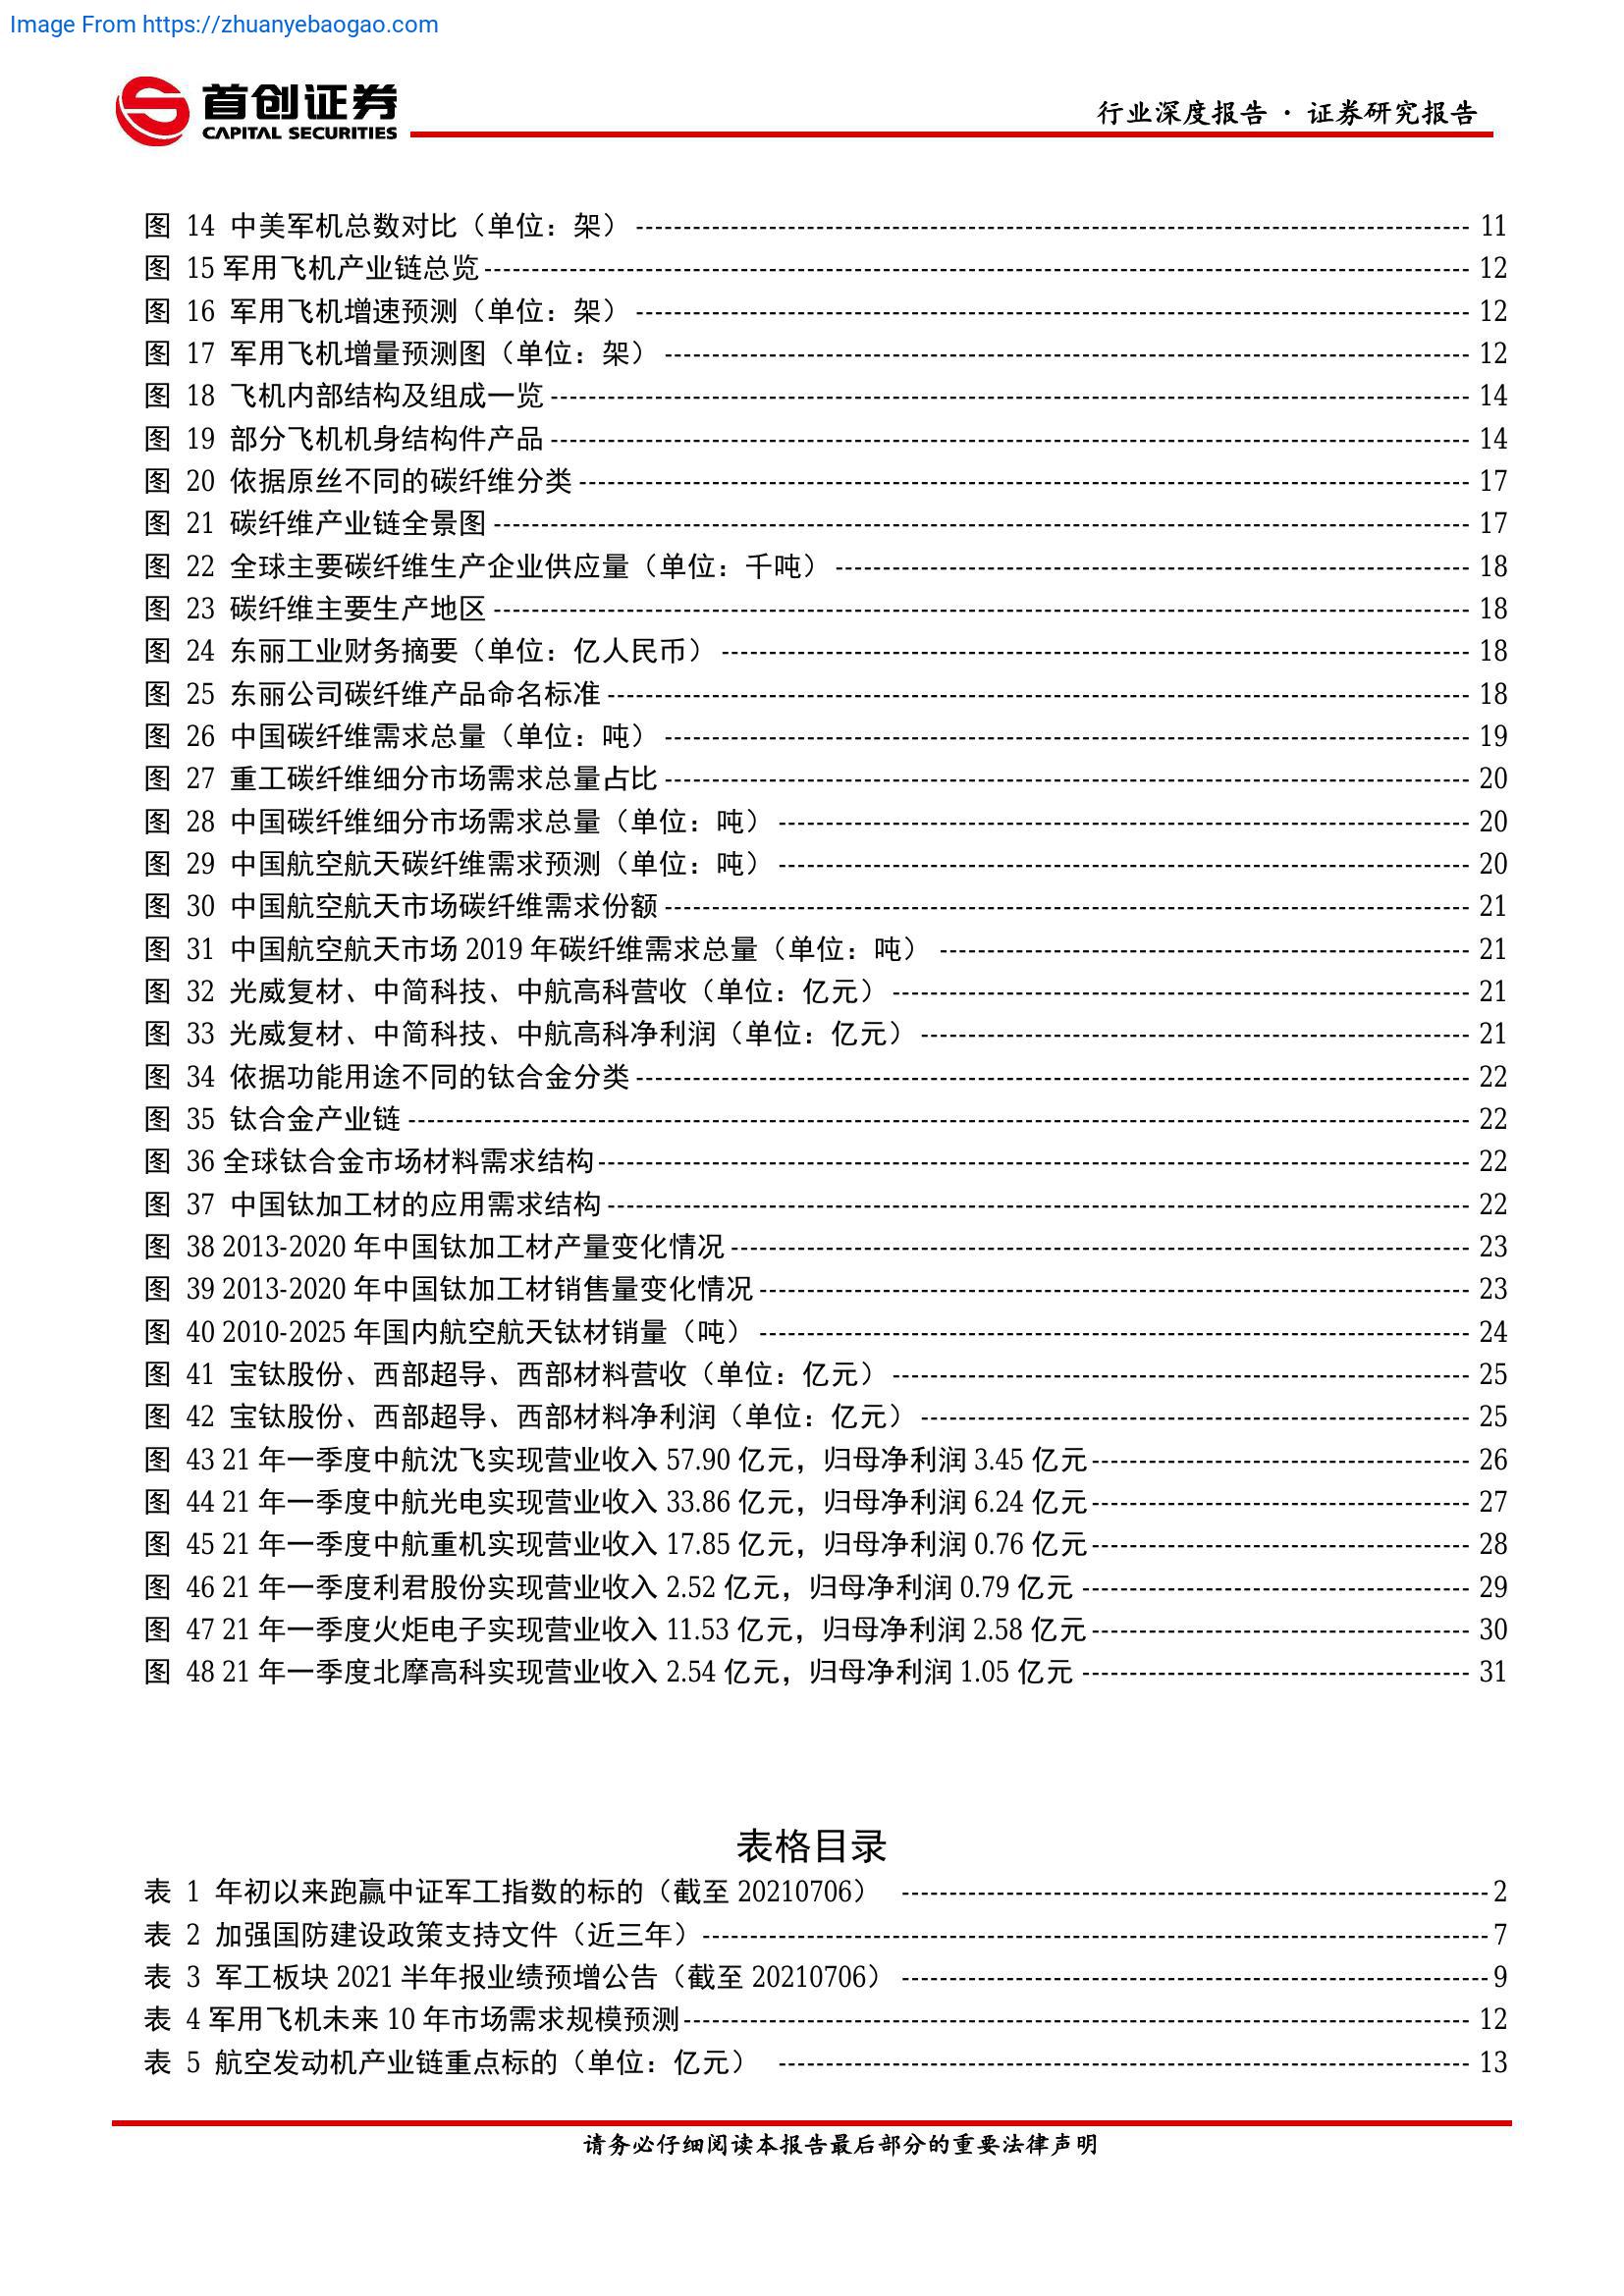 Image From https://zhuanyebaogao.com
首创证券
CAPITAL SECURITIES
行业深度报告 · 证券研究报告
图 14 中美军机总数对比（单位：架） 11
图 15 军用飞机产业链总览 12
图 16 军用飞机增速预测（单位：架） 12
图 17 军用飞机增量预测图（单位：架） 12
图 18 飞机内部结构及组成一览 14
图 19 部分飞机机身结构件产品 14
图 20 依据原丝不同的碳纤维分类 17
图 21 碳纤维产业链全景图 17
图 22 全球主要碳纤维生产企业供应量（单位：千吨） 18
图 23 碳纤维主要生产地区 18
图 24 东丽工业财务摘要（单位：亿人民币） 18
图 25 东丽公司碳纤维产品命名标准 18
图 26 中国碳纤维需求总量（单位：吨） 19
图 27 重工碳纤维细分市场需求总量占比 20
图 28 中国碳纤维细分市场需求总量（单位：吨） 20
图 29 中国航空航天碳纤维需求预测（单位：吨） 20
图 30 中国航空航天市场碳纤维需求份额 21
图 31 中国航空航天市场 2019 年碳纤维需求总量（单位：吨） 21
图 32 光威复材、中简科技、中航高科营收（单位：亿元） 21
图 33 光威复材、中简科技、中航高科净利润（单位：亿元） 21
图 34 依据功能用途不同的钛合金分类 22
图 35 钛合金产业链 22
图 36 全球钛合金市场材料需求结构 22
图 37 中国钛加工材的应用需求结构 22
图 38 2013-2020 年中国钛加工材产量变化情况 23
图 39 2013-2020 年中国钛加工材销售量变化情况 23
图 40 2010-2025 年国内航空航天钛材销量（吨） 24
图 41 宝钛股份、西部超导、西部材料营收（单位：亿元） 25
图 42 宝钛股份、西部超导、西部材料净利润（单位：亿元） 25
图 43 21 年一季度中航沈飞实现营业收入 57.90 亿元，归母净利润 3.45 亿元 26
图 44 21 年一季度中航光电实现营业收入 33.86 亿元，归母净利润 6.24 亿元 27
图 45 21 年一季度中航重机实现营业收入 17.85 亿元，归母净利润 0.76 亿元 28
图 46 21 年一季度利君股份实现营业收入 2.52 亿元，归母净利润 0.79 亿元 29
图 47 21 年一季度火炬电子实现营业收入 11.53 亿元，归母净利润 2.58 亿元 30
图 48 21 年一季度北摩高科实现营业收入 2.54 亿元，归母净利润 1.05 亿元 31
表格目录
表 1 年初以来跑赢中证军工指数的标的（截至 20210706） 2
表 2 加强国防建设政策支持文件（近三年） 7
表 3 军工板块 2021 半年报业绩预增公告（截至 20210706） 9
表 4 军用飞机未来 10 年市场需求规模预测 12
表 5 航空发动机产业链重点标的（单位：亿元） 13
请务必仔细阅读本报告最后部分的重要法律声明